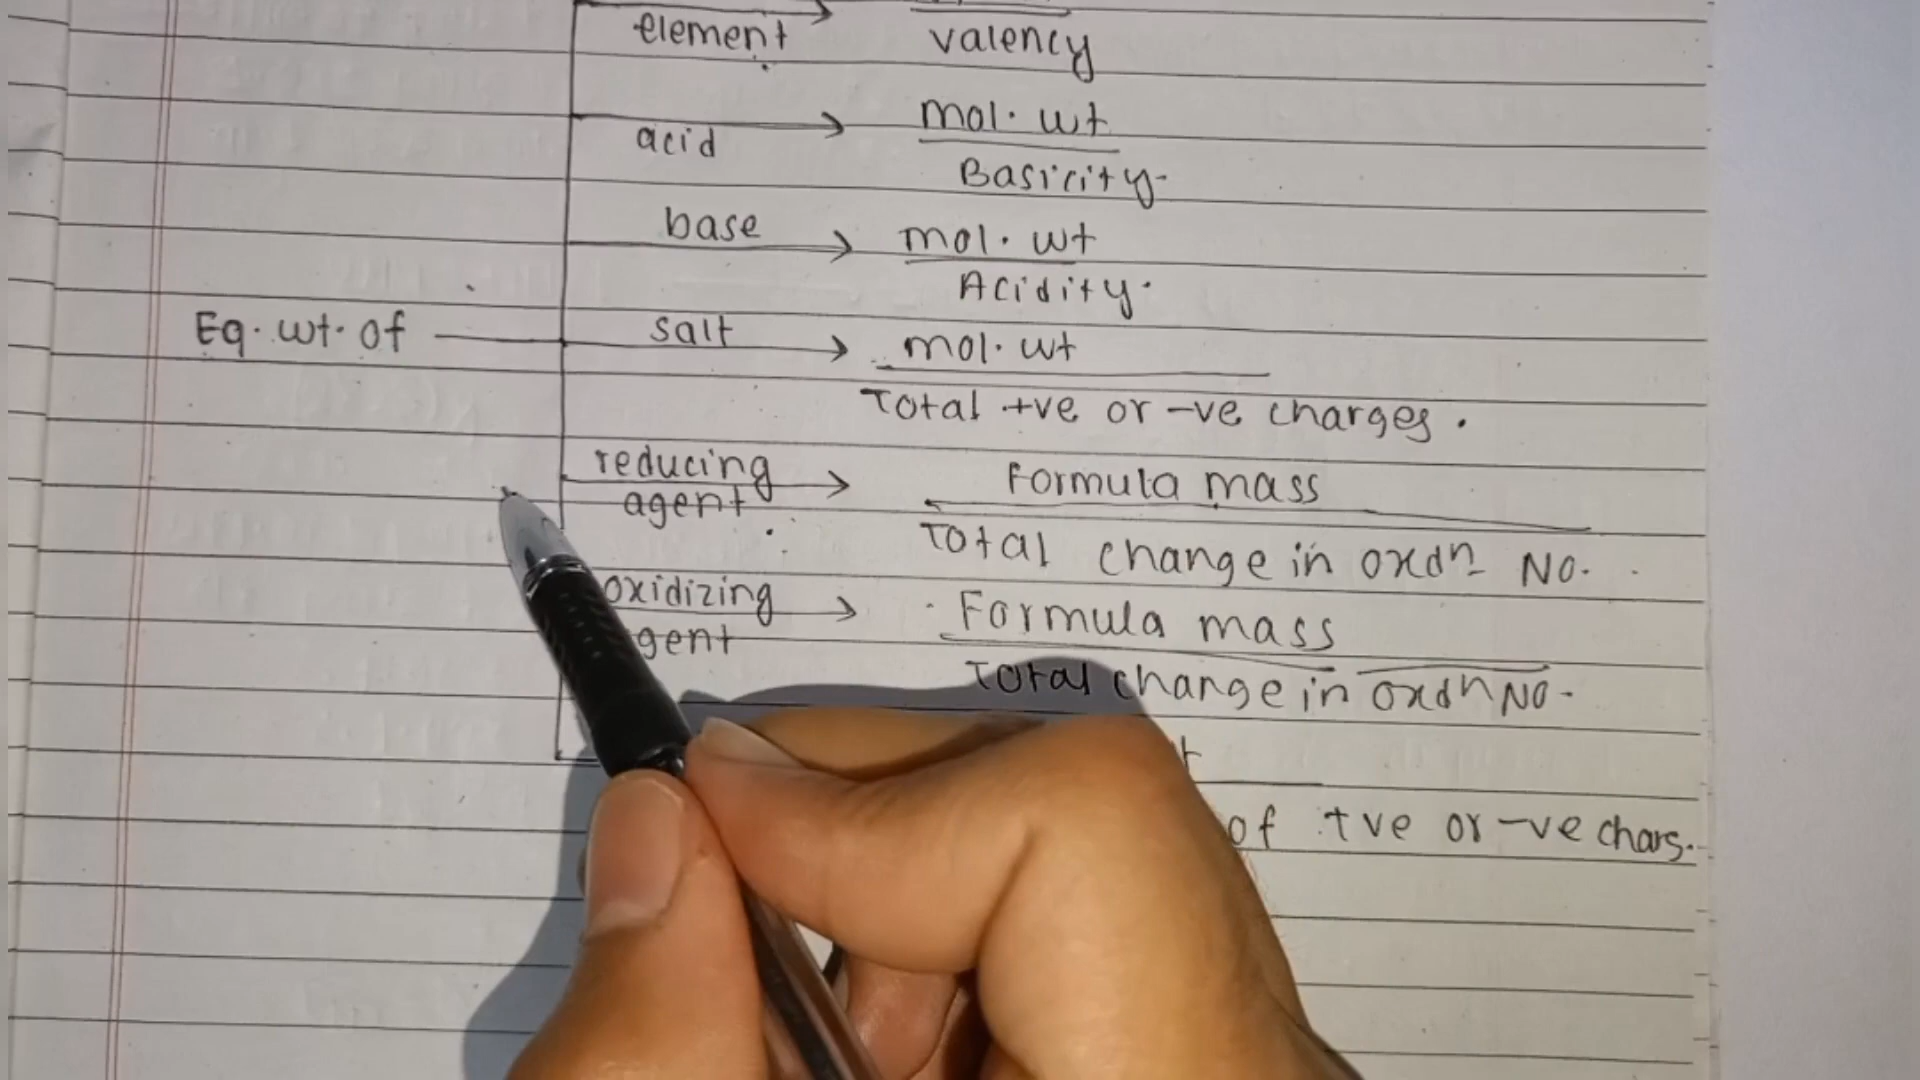 element valency
acid mol. wt
Basicity.
base mol. wt
Acidity.
Eq. wt. of salt mol. wt
Total +ve or -ve charges.
reducing agent Formula mass
Total change in oxdn No.
oxidizing gent Formula mass
Total change in oxdn No.
of +ve or -ve chars.